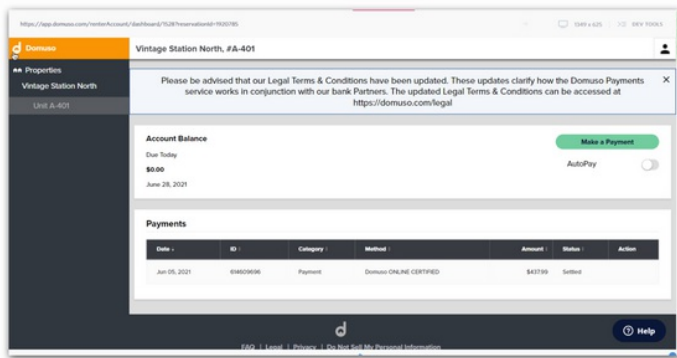 https://app.domuso.com/renterAccount/dashboard/1528?reservationId=1920785
1349 x 625
DEV TOOLS
Domuso
Vintage Station North, #A-401
Properties
Vintage Station North
Unit A-401
Please be advised that our Legal Terms & Conditions have been updated. These updates clarify how the Domuso Payments
service works in conjunction with our bank Partners. The updated Legal Terms & Conditions can be accessed at
https://domuso.com/legal
Account Balance
Make a Payment
Due Today
AutoPay
$0.00
June 28, 2021
Payments
Date ID Category Method Amount Status Action
Jun 05, 2021 614609696 Payment Domuso ONLINE CERTIFIED $437.99 Settled
Help
FAQ | Legal | Privacy | Do Not Sell My Personal Information